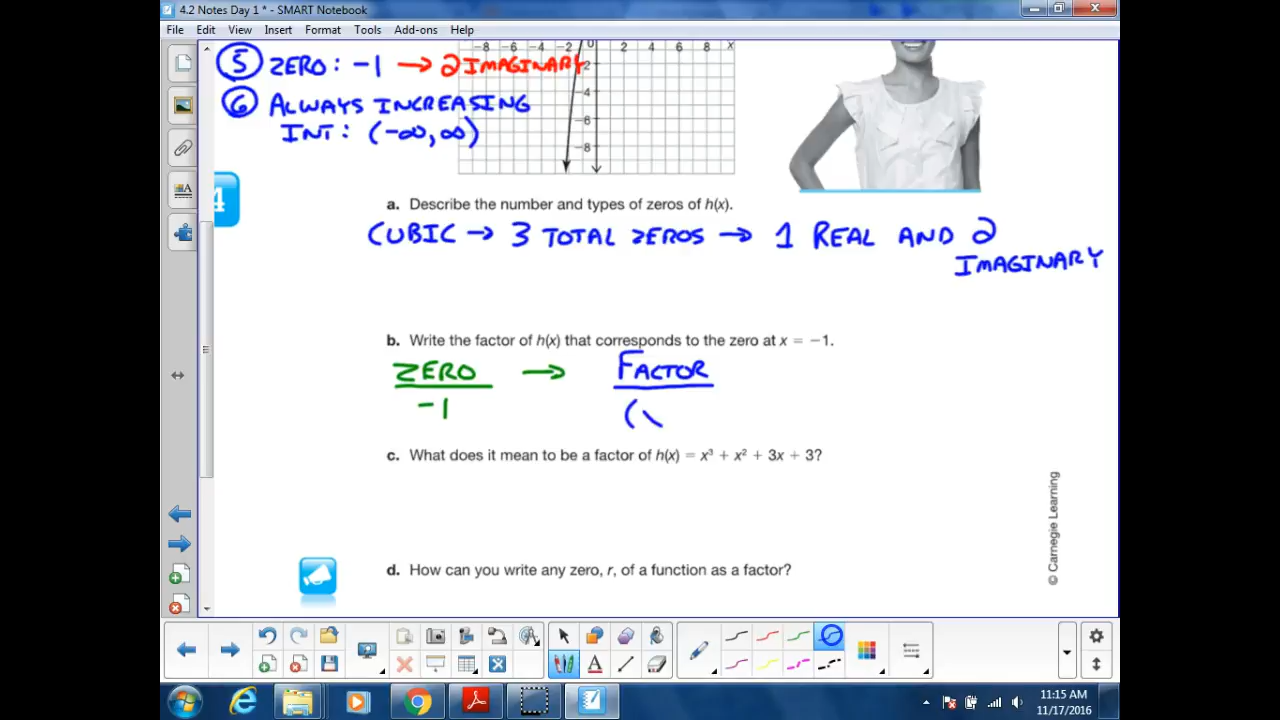 4.2 Notes Day 1 * - SMART Notebook
File Edit View Insert Format Tools Add-ons Help
5 ZERO: -1 → 2 IMAGINARY
6 ALWAYS INCREASING
INT: (-∞, ∞)
-8 -6 -4 -2 0 2 4 6 8 x
-2
-4
-6
-8
4
a. Describe the number and types of zeros of h(x).
CUBIC → 3 TOTAL ZEROS → 1 REAL AND 2
IMAGINARY
b. Write the factor of h(x) that corresponds to the zero at x = −1.
ZERO → FACTOR
-1 (
c. What does it mean to be a factor of h(x) = x³ + x² + 3x + 3?
d. How can you write any zero, r, of a function as a factor?
© Carnegie Learning
11:15 AM
11/17/2016